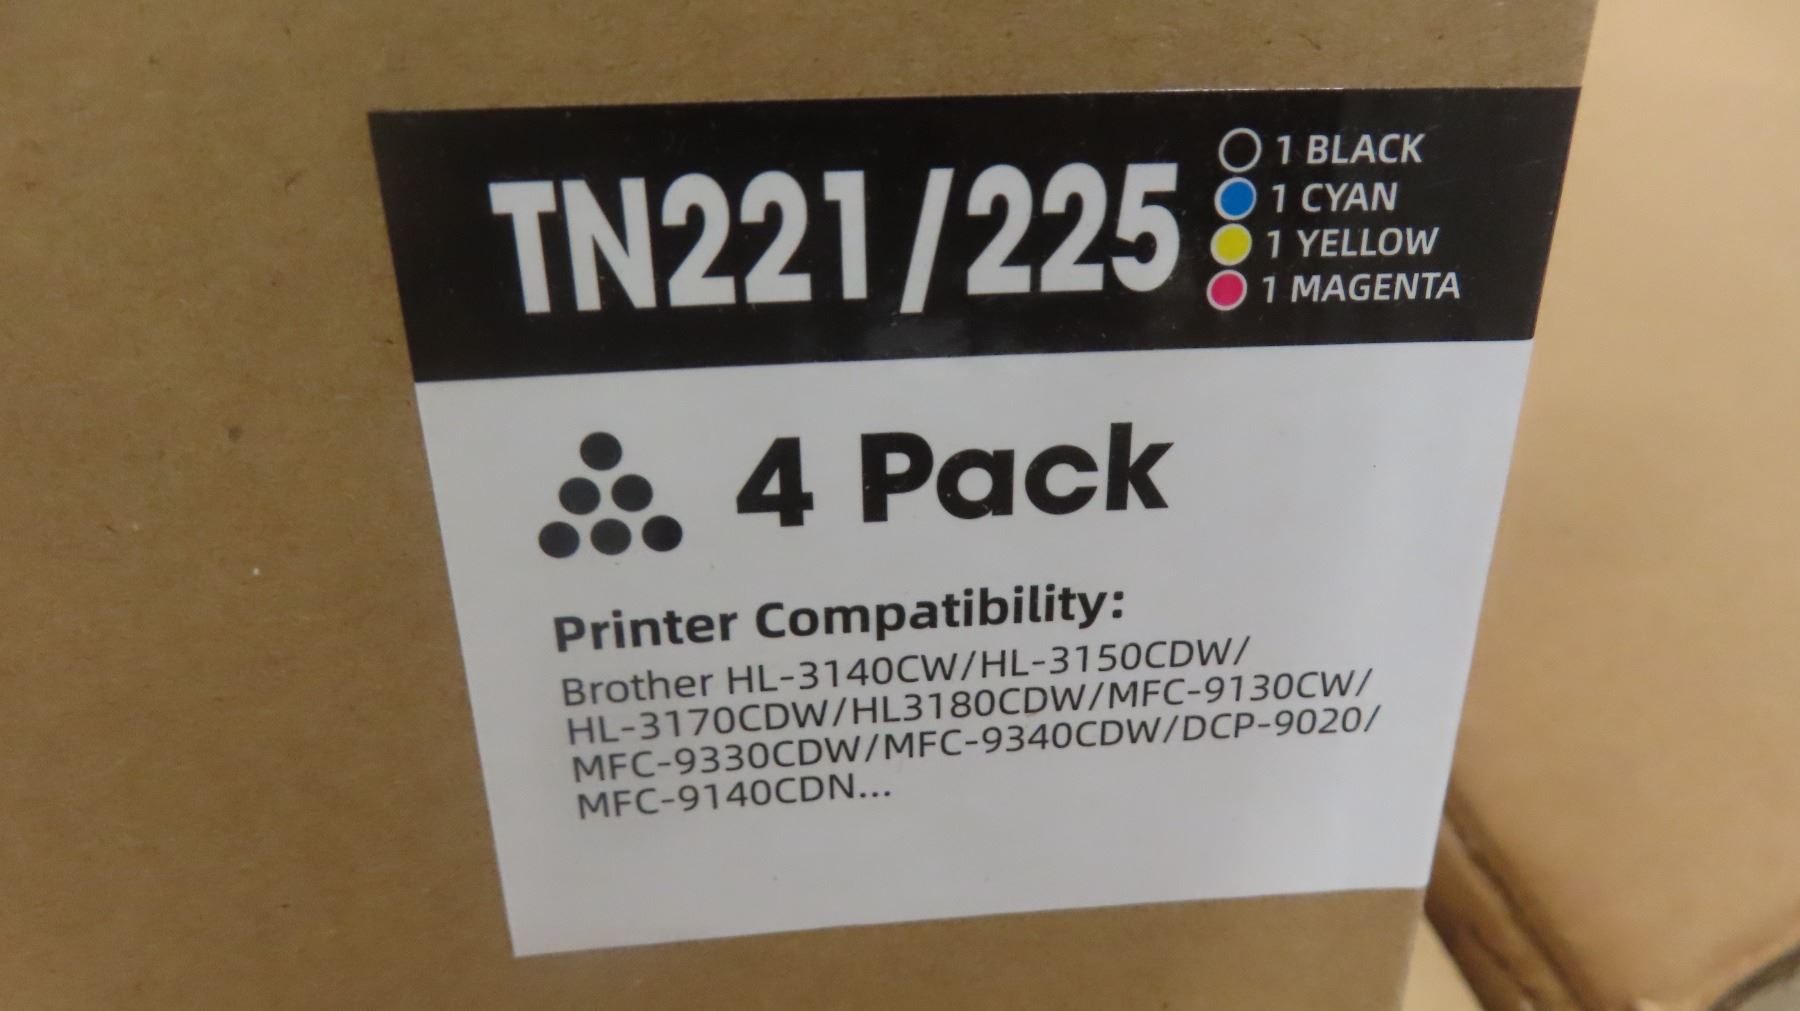 TN221/225
1 BLACK
1 CYAN
1 YELLOW
1 MAGENTA
4 Pack
Printer Compatibility:
Brother HL-3140CW/HL-3150CDW/
HL-3170CDW/HL3180CDW/MFC-9130CW/
MFC-9330CDW/MFC-9340CDW/DCP-9020/
MFC-9140CDN...